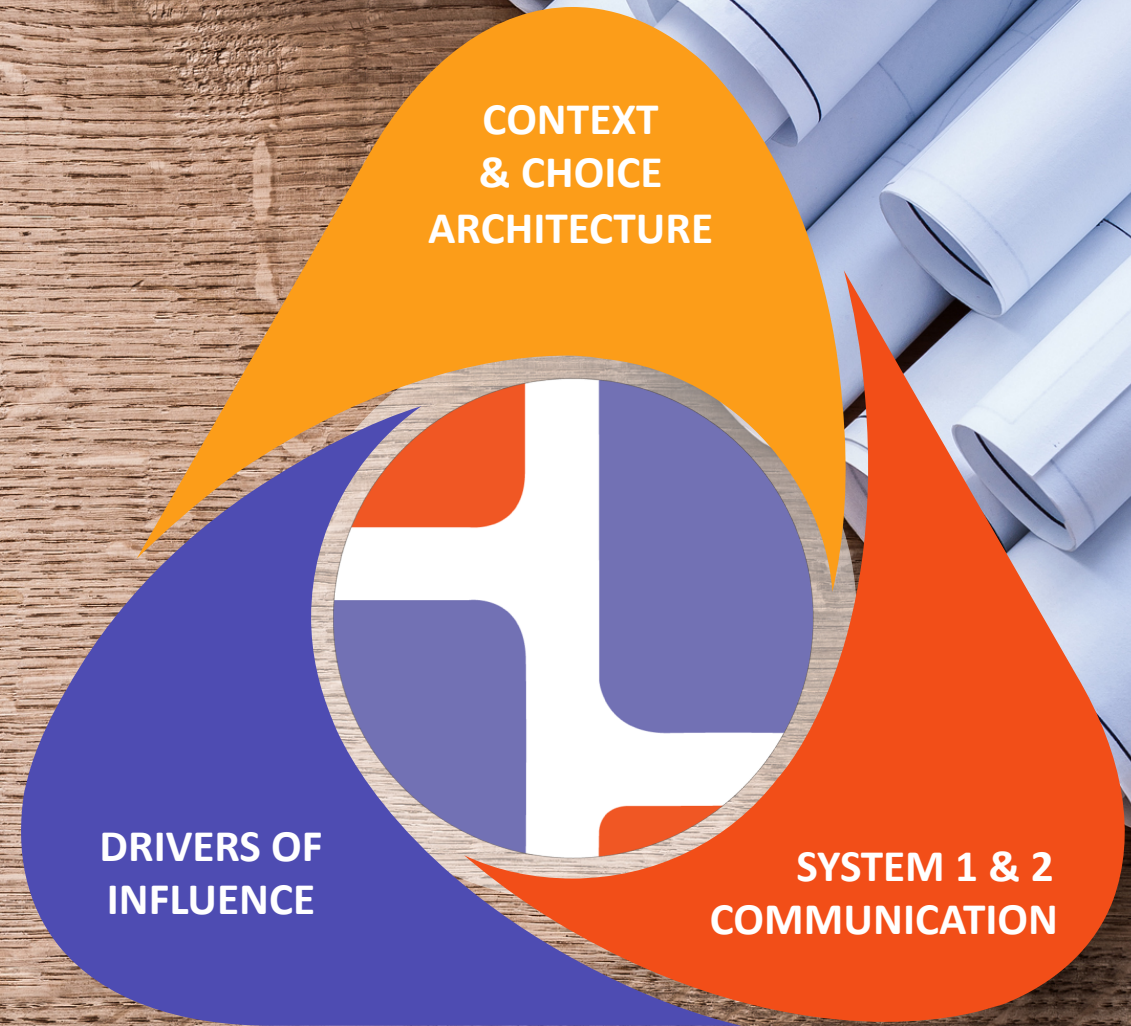 CONTEXT
& CHOICE
ARCHITECTURE
DRIVERS OF
INFLUENCE
SYSTEM 1 & 2
COMMUNICATION